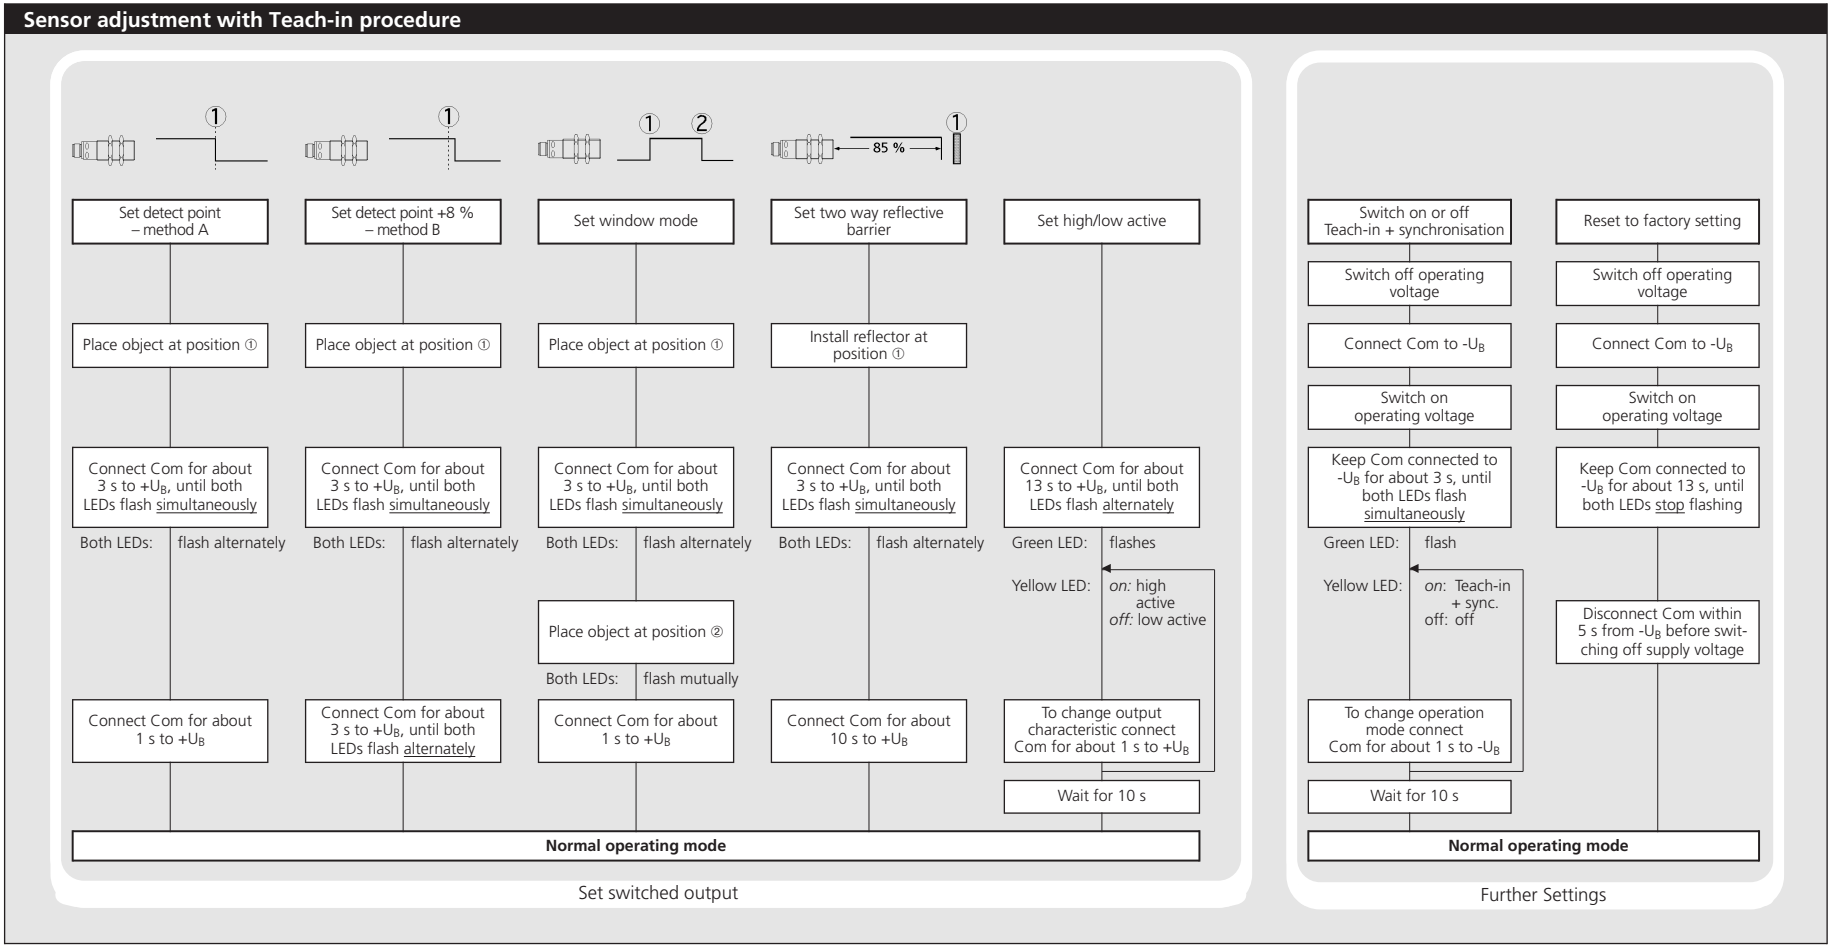 Sensor adjustment with Teach-in procedure
①
①
① ②
①
85 %
Set detect point
– method A
Place object at position ①
Connect Com for about
3 s to +UB, until both
LEDs flash simultaneously
Both LEDs: flash alternately
Connect Com for about
1 s to +UB
Set detect point +8 %
– method B
Place object at position ①
Connect Com for about
3 s to +UB, until both
LEDs flash simultaneously
Both LEDs: flash alternately
Connect Com for about
3 s to +UB, until both
LEDs flash alternately
Set window mode
Place object at position ①
Connect Com for about
3 s to +UB, until both
LEDs flash simultaneously
Both LEDs: flash alternately
Place object at position ②
Both LEDs: flash mutually
Connect Com for about
1 s to +UB
Set two way reflective
barrier
Install reflector at
position ①
Connect Com for about
3 s to +UB, until both
LEDs flash simultaneously
Both LEDs: flash alternately
Connect Com for about
10 s to +UB
Set high/low active
Connect Com for about
13 s to +UB, until both
LEDs flash alternately
Green LED: flashes
Yellow LED: on: high
active
off: low active
To change output
characteristic connect
Com for about 1 s to +UB
Wait for 10 s
Normal operating mode
Set switched output
Switch on or off
Teach-in + synchronisation
Switch off operating
voltage
Connect Com to -UB
Switch on
operating voltage
Keep Com connected to
-UB for about 3 s, until
both LEDs flash
simultaneously
Green LED: flash
Yellow LED: on: Teach-in
+ sync.
off: off
To change operation
mode connect
Com for about 1 s to -UB
Wait for 10 s
Reset to factory setting
Switch off operating
voltage
Connect Com to -UB
Switch on
operating voltage
Keep Com connected to
-UB for about 13 s, until
both LEDs stop flashing
Disconnect Com within
5 s from -UB before swit-
ching off supply voltage
Normal operating mode
Further Settings